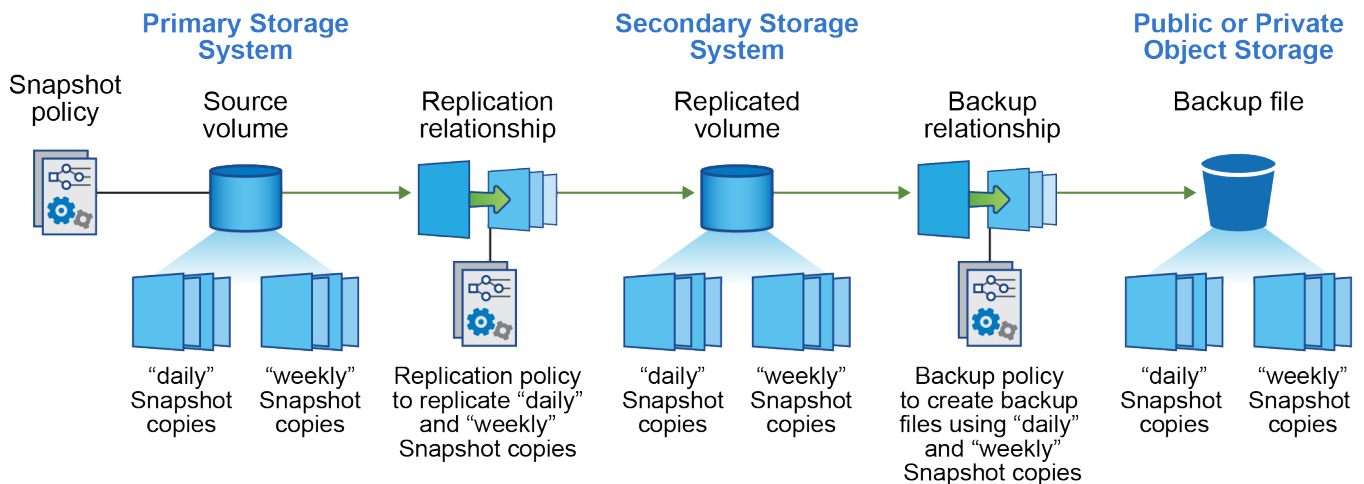 Primary Storage
System
Secondary Storage
System
Public or Private
Object Storage
Snapshot
policy
Source
volume
Replication
relationship
Replicated
volume
Backup
relationship
Backup file
“daily”
Snapshot
copies
“weekly”
Snapshot
copies
Replication policy
to replicate “daily”
and “weekly”
Snapshot copies
“daily”
Snapshot
copies
“weekly”
Snapshot
copies
Backup policy
to create backup
files using “daily”
and “weekly”
Snapshot copies
“daily”
Snapshot
copies
“weekly”
Snapshot
copies